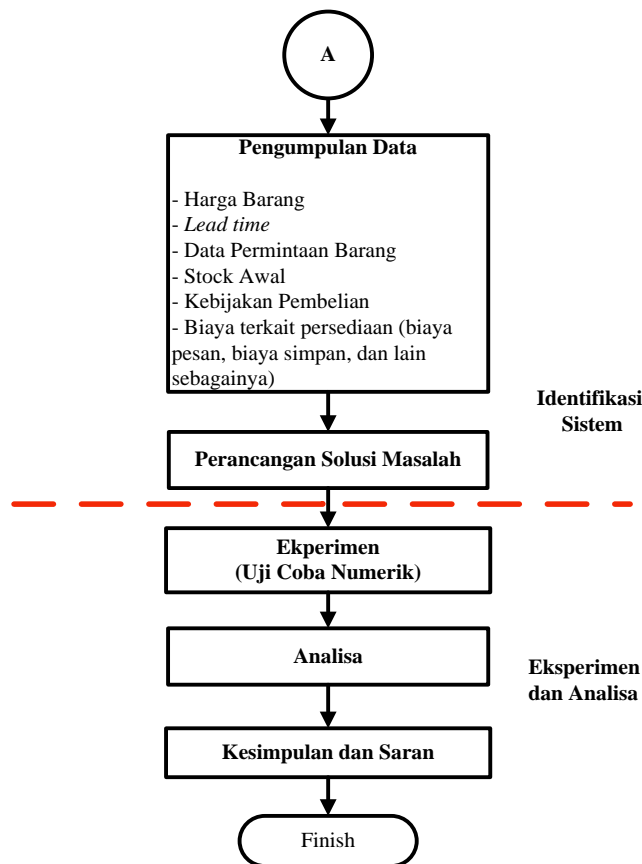 A
Pengumpulan Data
- Harga Barang
- Lead time
- Data Permintaan Barang
- Stock Awal
- Kebijakan Pembelian
- Biaya terkait persediaan (biaya
pesan, biaya simpan, dan lain
sebagainya)
Identifikasi
Sistem
Perancangan Solusi Masalah
Ekperimen
(Uji Coba Numerik)
Analisa
Eksperimen
dan Analisa
Kesimpulan dan Saran
Finish